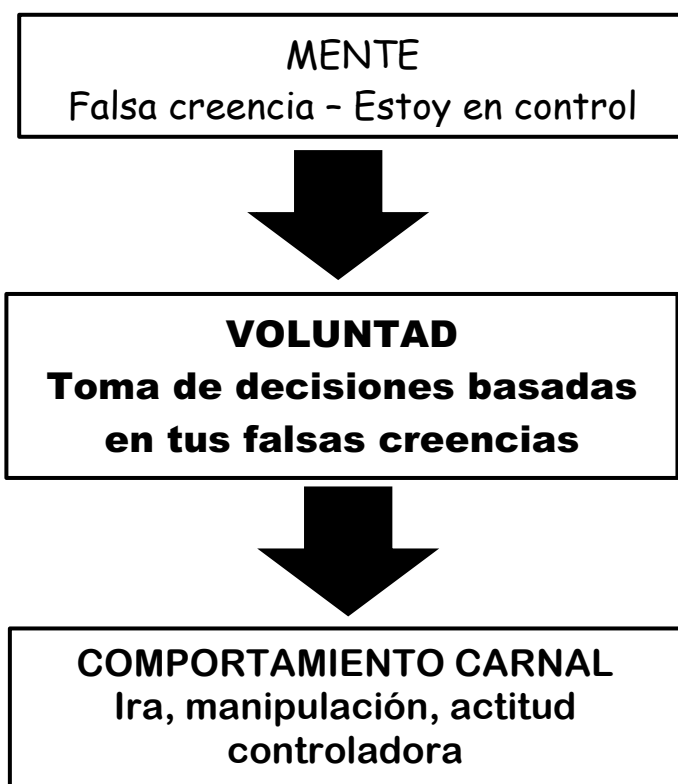 MENTE
Falsa creencia – Estoy en control
VOLUNTAD
Toma de decisiones basadas
en tus falsas creencias
COMPORTAMIENTO CARNAL
Ira, manipulación, actitud
controladora